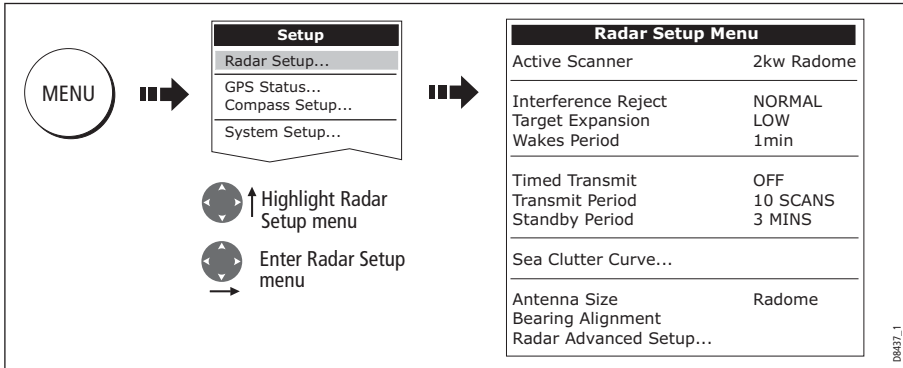 MENU
Setup
Radar Setup...
GPS Status...
Compass Setup...
System Setup...
Highlight Radar
Setup menu
Enter Radar Setup
menu
Radar Setup Menu
Active Scanner 2kw Radome
Interference Reject NORMAL
Target Expansion LOW
Wakes Period 1min
Timed Transmit OFF
Transmit Period 10 SCANS
Standby Period 3 MINS
Sea Clutter Curve...
Antenna Size Radome
Bearing Alignment
Radar Advanced Setup...
D8437_1